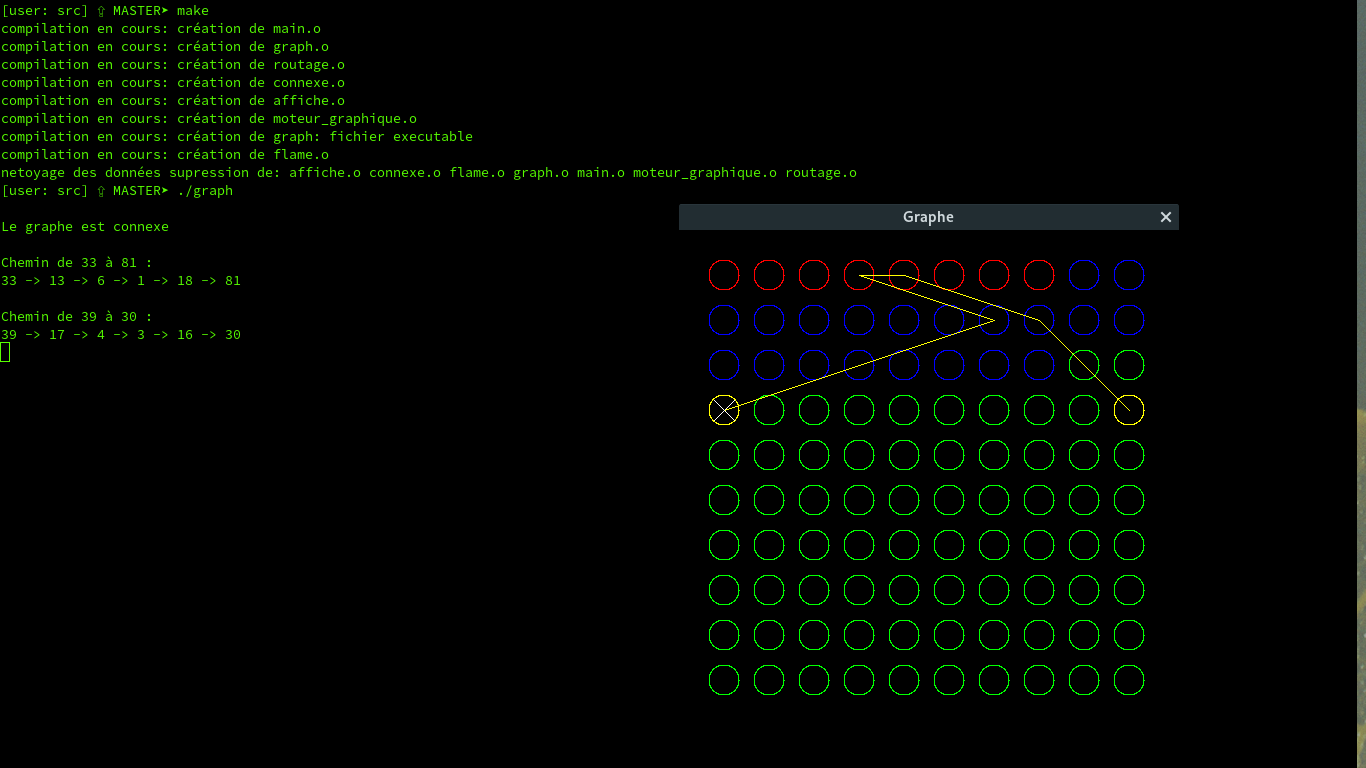 [user: src] ⇧ MASTER➤ make
compilation en cours: création de main.o
compilation en cours: création de graph.o
compilation en cours: création de routage.o
compilation en cours: création de connexe.o
compilation en cours: création de affiche.o
compilation en cours: création de moteur_graphique.o
compilation en cours: création de graph: fichier executable
compilation en cours: création de flame.o
netoyage des données supression de: affiche.o connexe.o flame.o graph.o main.o moteur_graphique.o routage.o
[user: src] ⇧ MASTER➤ ./graph
Le graphe est connexe
Chemin de 33 à 81 :
33 -> 13 -> 6 -> 1 -> 18 -> 81
Chemin de 39 à 30 :
39 -> 17 -> 4 -> 3 -> 16 -> 30
Graphe